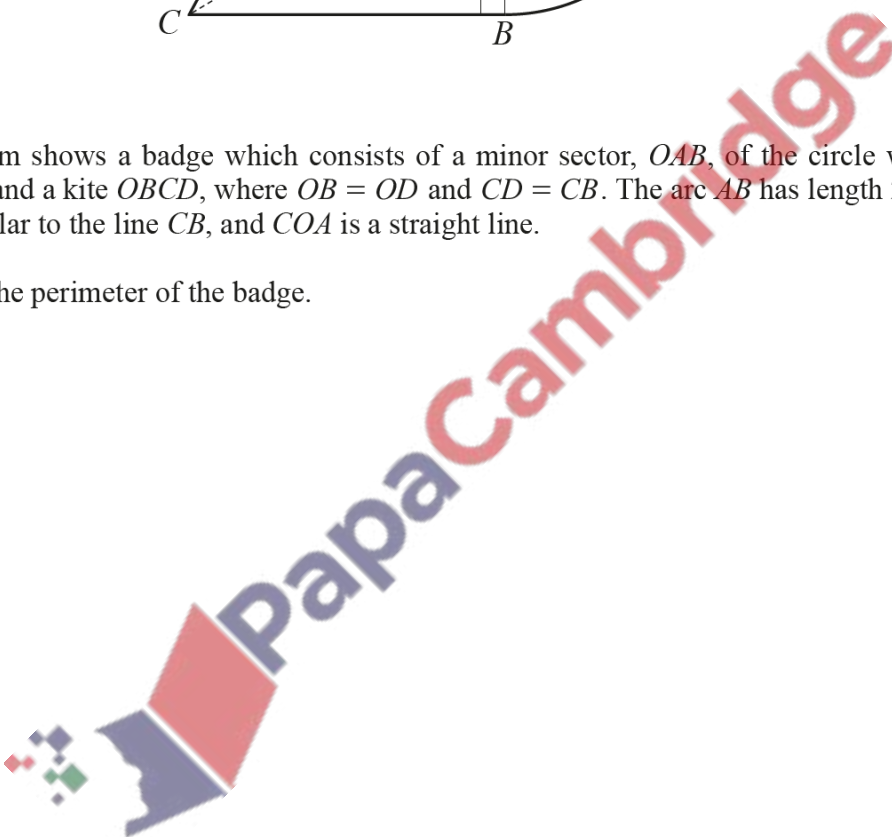 C
B
m shows a badge which consists of a minor sector, OAB, of the circle
and a kite OBCD, where OB = OD and CD = CB. The arc AB has length
lar to the line CB, and COA is a straight line.
he perimeter of the badge.
PapaCambridge